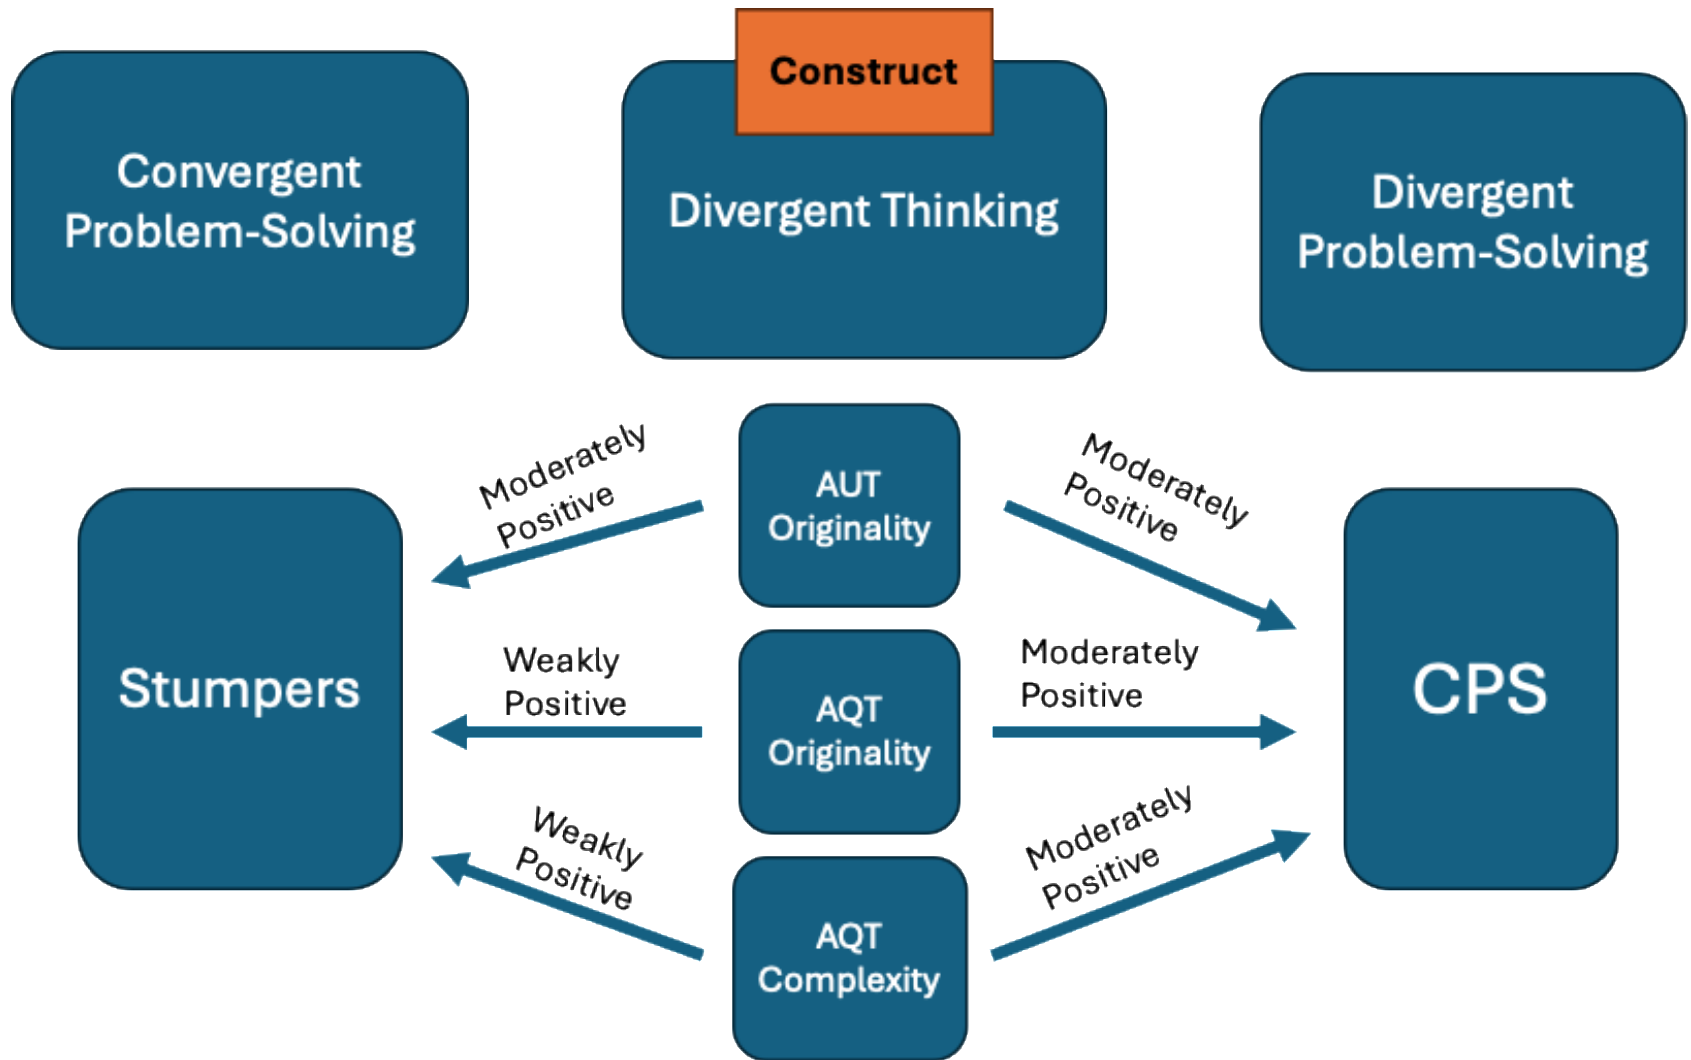 Construct
Convergent
Problem-Solving
Divergent Thinking
Divergent
Problem-Solving
Moderately
Positive
AUT
Originality
Moderately
Positive
Stumpers
Weakly
Positive
AQT
Originality
Moderately
Positive
CPS
Weakly
Positive
AQT
Complexity
Moderately
Positive